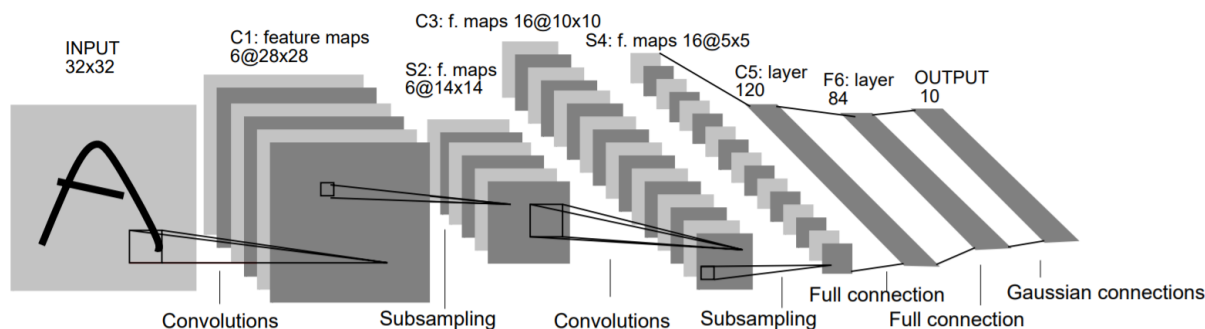 INPUT
32x32
C1: feature maps
6@28x28
S2: f. maps
6@14x14
C3: f. maps 16@10x10
S4: f. maps 16@5x5
C5: layer
120
F6: layer
84
OUTPUT
10
Convolutions
Subsampling
Convolutions
Subsampling
Full connection
Full connection
Gaussian connections